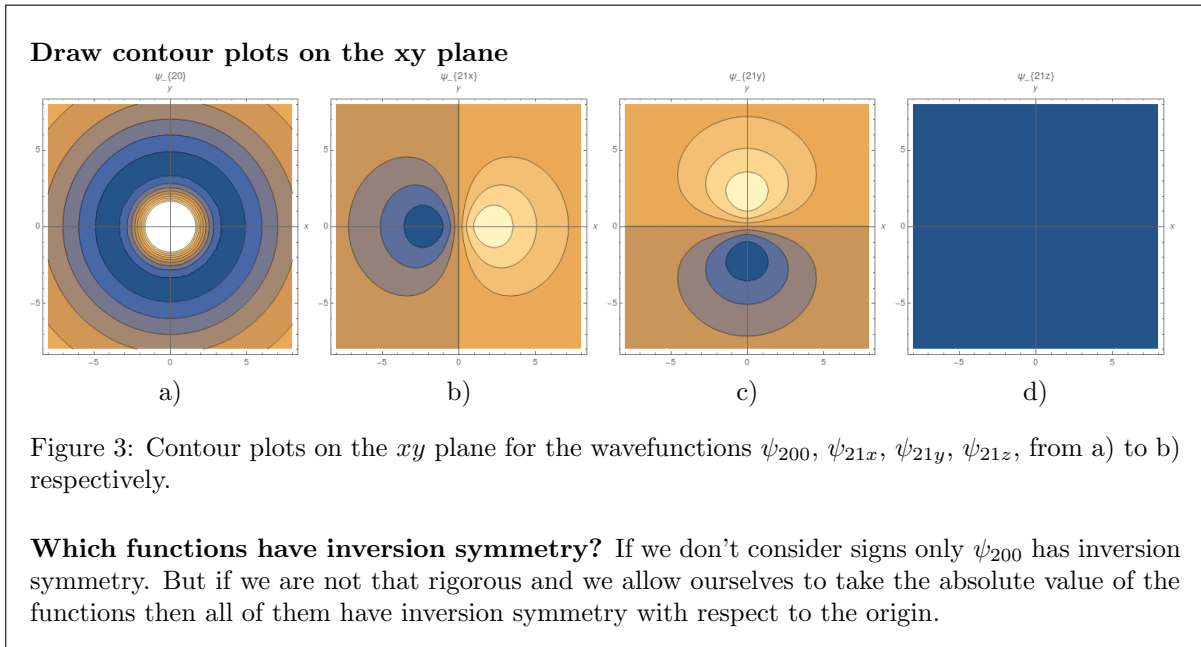 Draw contour plots on the xy plane
ψ_{20} ψ_{21x} ψ_{21y} ψ_{21z}
y y y y
5 5 5 5
0 x 0 x 0 x 0 x
−5 −5 −5 −5
−5 0 5 −5 0 5 −5 0 5 −5 0 5
a) b) c) d)
Figure 3: Contour plots on the xy plane for the wavefunctions ψ₂₀₀, ψ₂₁ₓ, ψ₂₁y, ψ₂₁z, from a) to b)
respectively.
Which functions have inversion symmetry? If we don't consider signs only ψ₂₀₀ has inversion
symmetry. But if we are not that rigorous and we allow ourselves to take the absolute value of the
functions then all of them have inversion symmetry with respect to the origin.